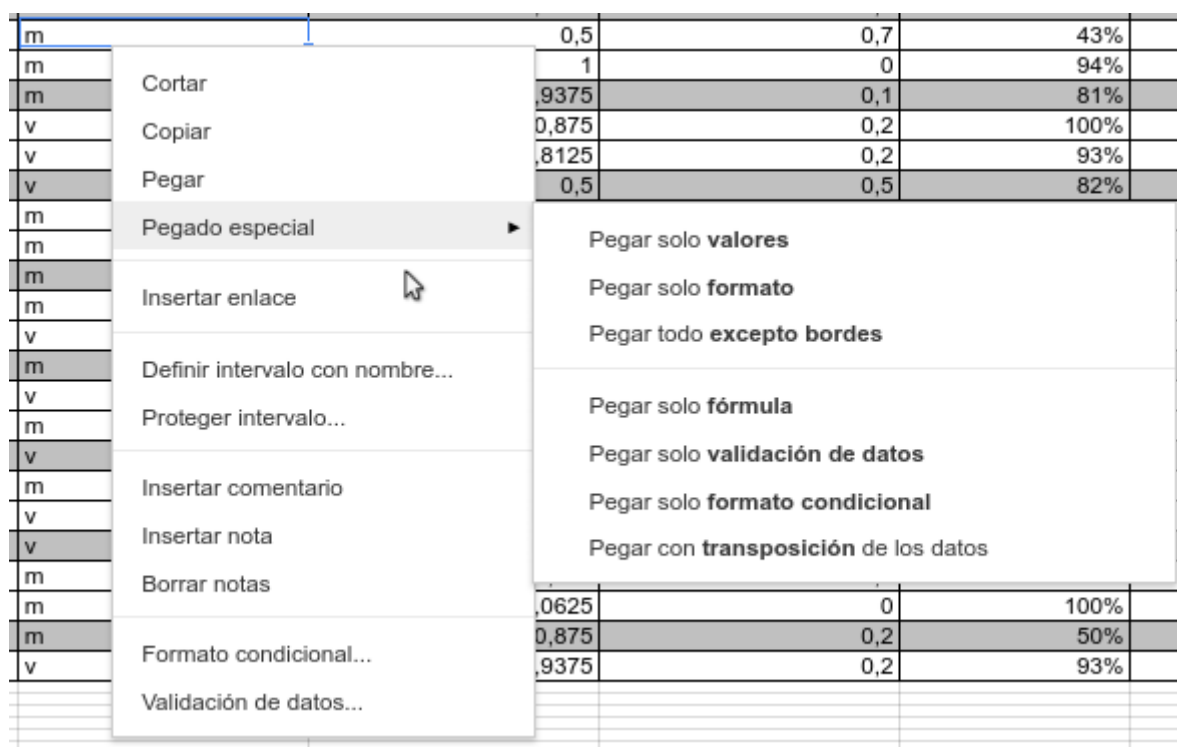 m 0,5 0,7 43%
m 1 0 94%
m ,9375 0,1 81%
v 0,875 0,2 100%
v ,8125 0,2 93%
v 0,5 0,5 82%
m
m
m
m
v
m
v
m
v
m
v
v
m
m ,0625 0 100%
m 0,875 0,2 50%
v ,9375 0,2 93%
Cortar
Copiar
Pegar
Pegado especial
Insertar enlace
Definir intervalo con nombre...
Proteger intervalo...
Insertar comentario
Insertar nota
Borrar notas
Formato condicional...
Validación de datos...
Pegar solo valores
Pegar solo formato
Pegar todo excepto bordes
Pegar solo fórmula
Pegar solo validación de datos
Pegar solo formato condicional
Pegar con transposición de los datos